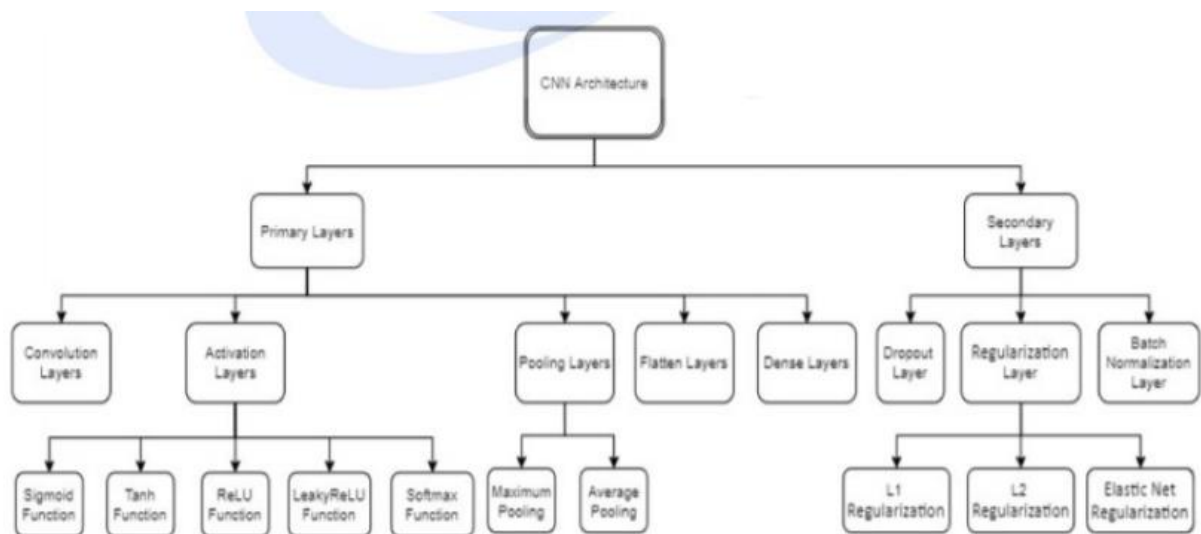 CNN Architecture
Primary Layers
Secondary
Layers
Convolution
Layers
Activation
Layers
Pooling Layers
Flatten Layers
Dense Layers
Dropout
Layer
Regularization
Layer
Batch
Normalization
Layer
Sigmoid
Function
Tanh
Function
ReLU
Function
LeakyReLU
Function
Softmax
Function
Maximum
Pooling
Average
Pooling
L1
Regularization
L2
Regularization
Elastic Net
Regularization